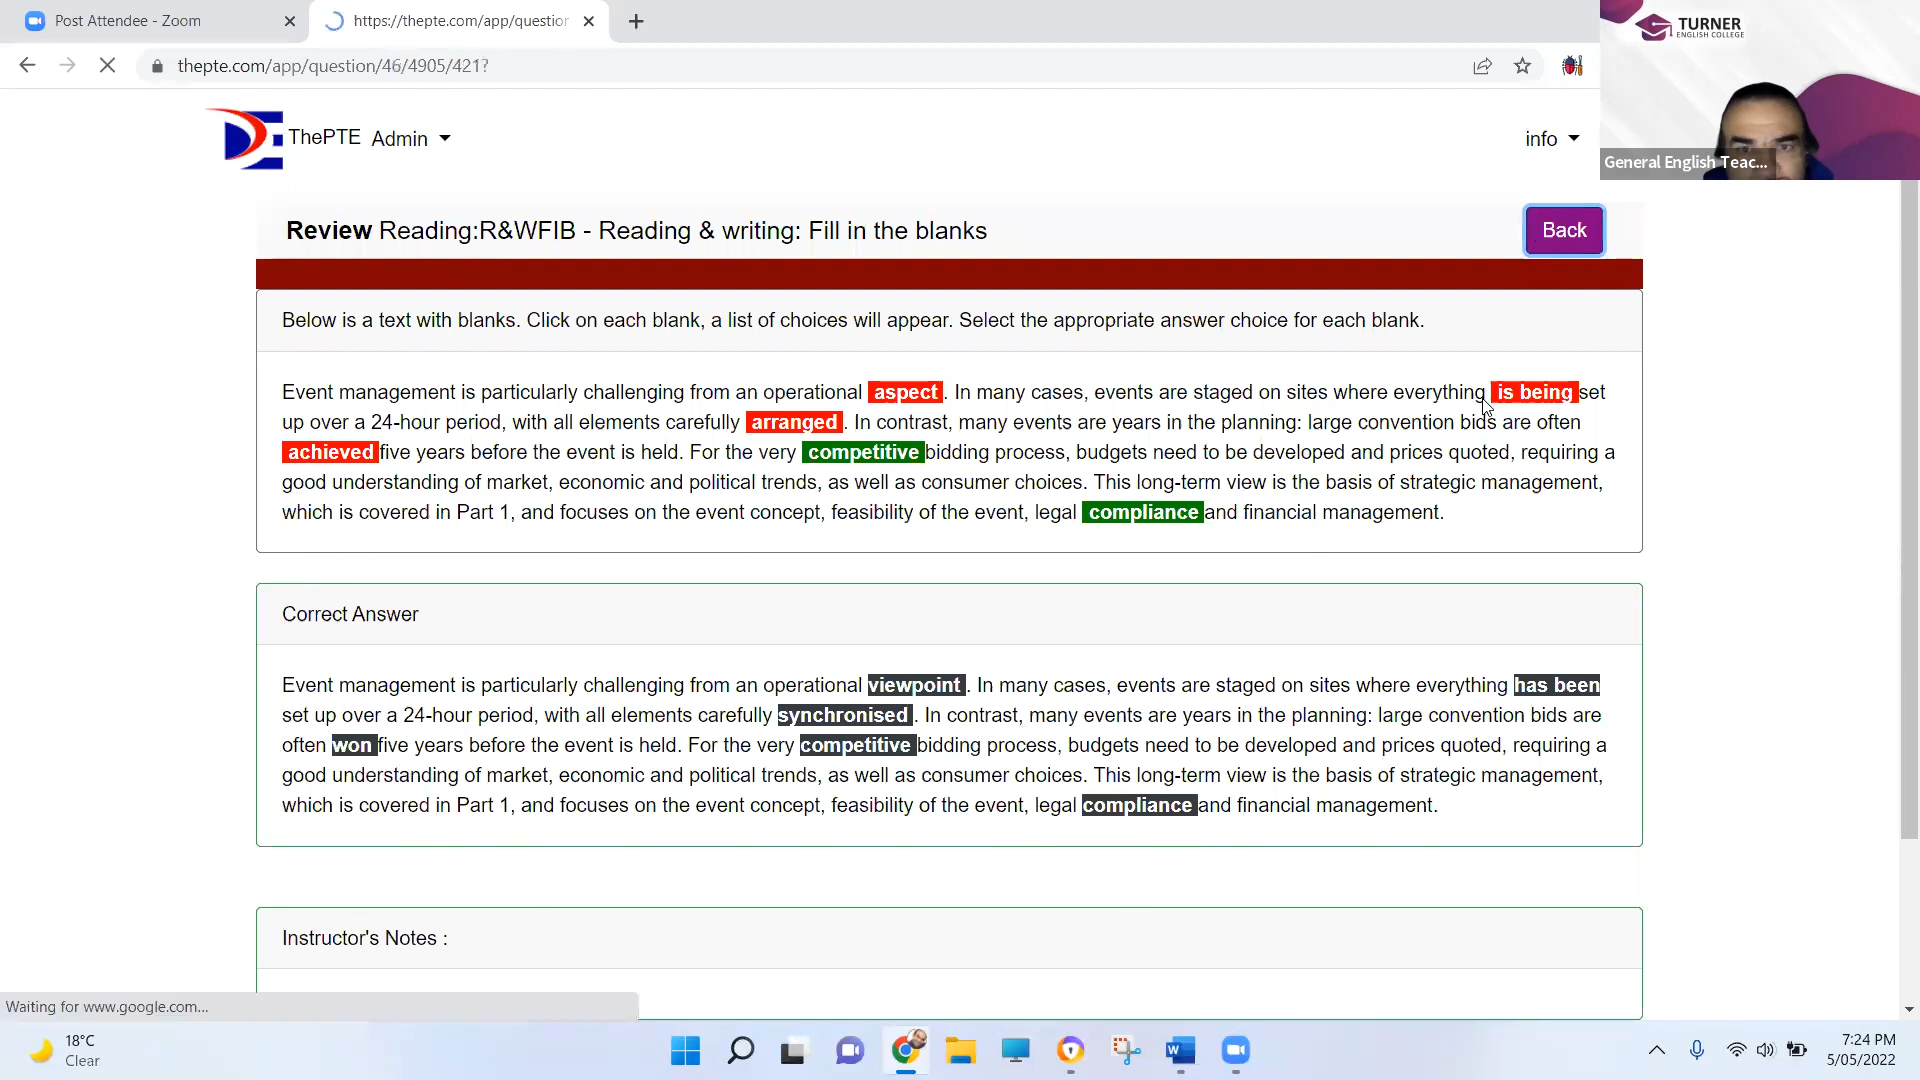 Post Attendee - Zoom
https://thepte.com/app/question
thepte.com/app/question/46/4905/421?
TURNER
ENGLISH COLLEGE
General English Teac...
ThePTE Admin
info
Review Reading:R&WFIB - Reading & writing: Fill in the blanks
Back
Below is a text with blanks. Click on each blank, a list of choices will appear. Select the appropriate answer choice for each blank.
Event management is particularly challenging from an operational aspect . In many cases, events are staged on sites where everything is being set
up over a 24-hour period, with all elements carefully arranged . In contrast, many events are years in the planning: large convention bids are often
achieved five years before the event is held. For the very competitive bidding process, budgets need to be developed and prices quoted, requiring a
good understanding of market, economic and political trends, as well as consumer choices. This long-term view is the basis of strategic management,
which is covered in Part 1, and focuses on the event concept, feasibility of the event, legal compliance and financial management.
Correct Answer
Event management is particularly challenging from an operational viewpoint . In many cases, events are staged on sites where everything has been
set up over a 24-hour period, with all elements carefully synchronised . In contrast, many events are years in the planning: large convention bids are
often won five years before the event is held. For the very competitive bidding process, budgets need to be developed and prices quoted, requiring a
good understanding of market, economic and political trends, as well as consumer choices. This long-term view is the basis of strategic management,
which is covered in Part 1, and focuses on the event concept, feasibility of the event, legal compliance and financial management.
Instructor's Notes :
Waiting for www.google.com...
18°C
Clear
7:24 PM
5/05/2022